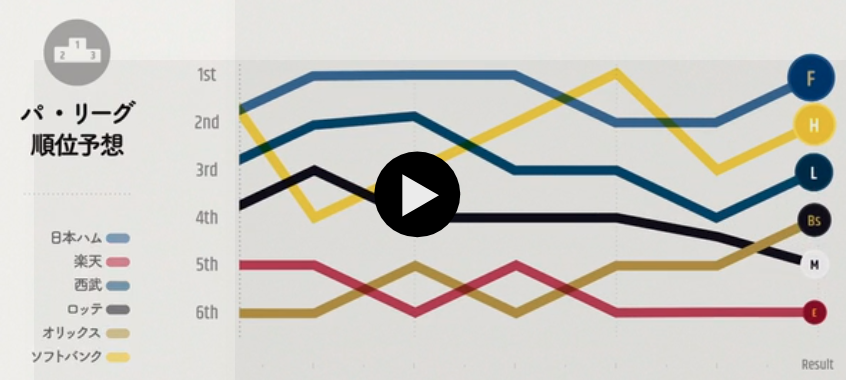 1
2 3
パ・リーグ
順位予想
日本ハム
楽天
西武
ロッテ
オリックス
ソフトバンク
1st
2nd
3rd
4th
5th
6th
F
H
L
Bs
M
E
Result